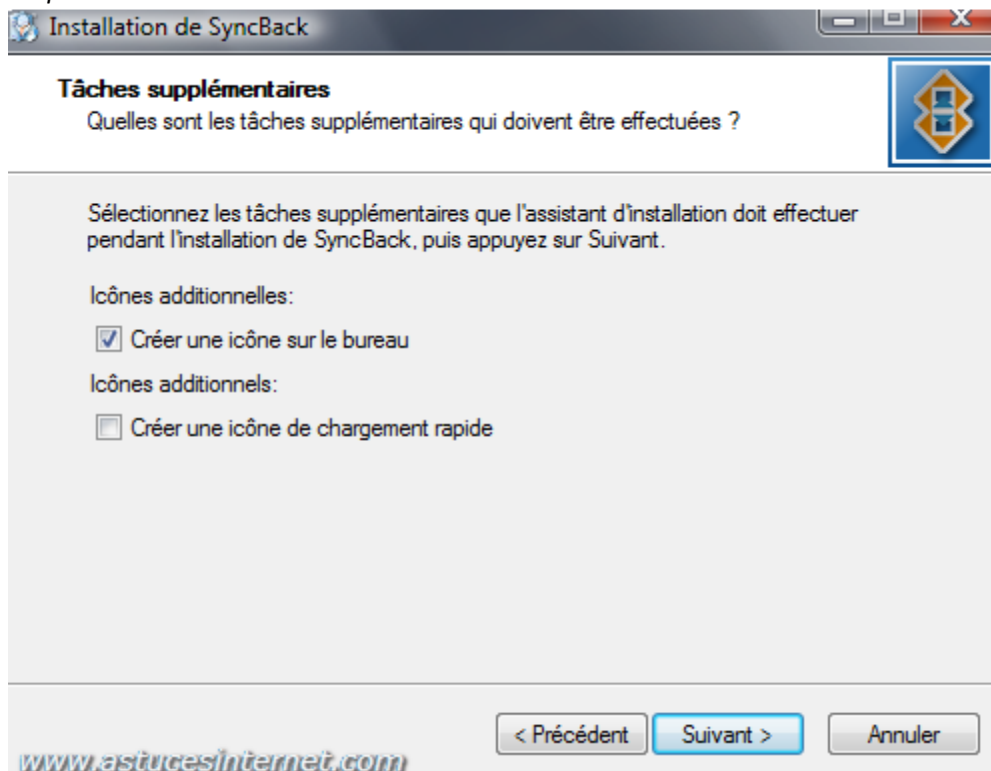 Installation de SyncBack
Tâches supplémentaires
Quelles sont les tâches supplémentaires qui doivent être effectuées ?
Sélectionnez les tâches supplémentaires que l'assistant d'installation doit effectuer
pendant l'installation de SyncBack, puis appuyez sur Suivant.
Icônes additionnelles:
Créer une icône sur le bureau
Icônes additionnels:
Créer une icône de chargement rapide
< Précédent
Suivant >
Annuler
www.astucesinternet.com